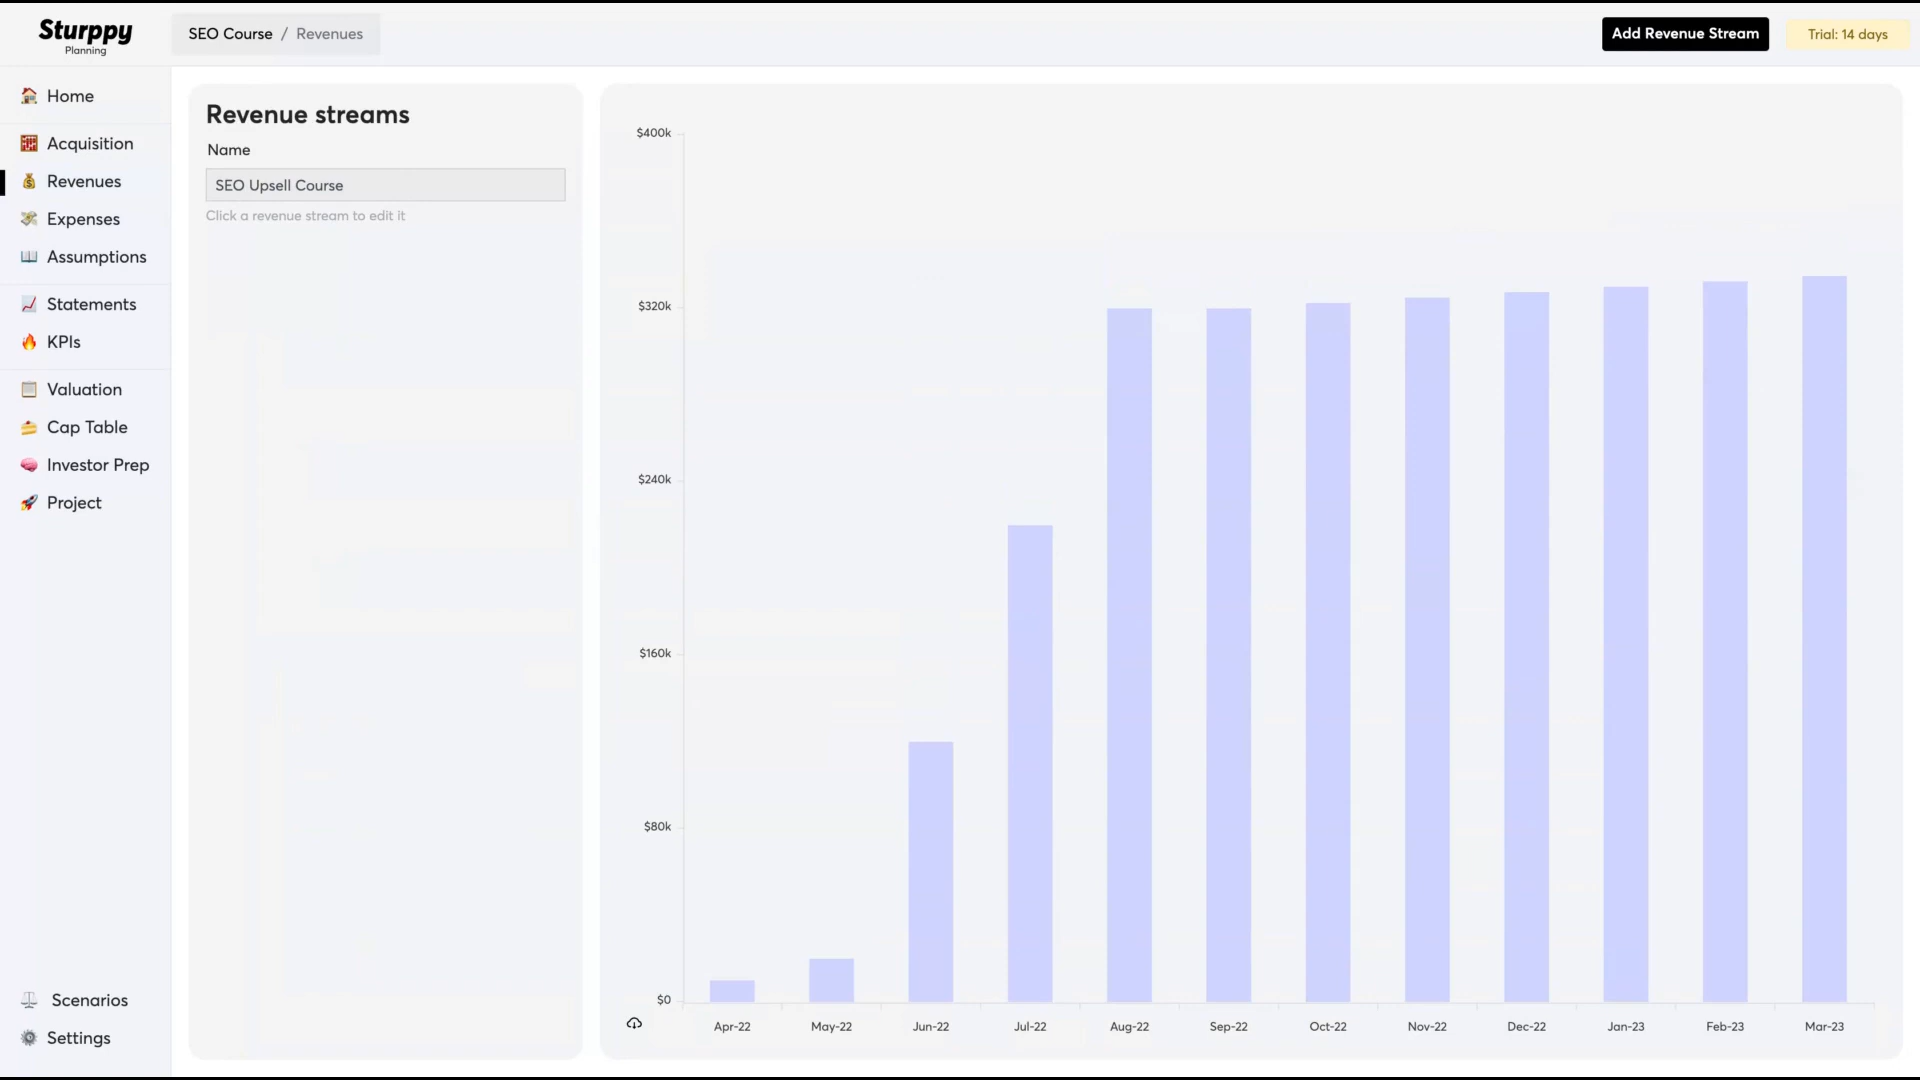 Sturppy
Planning
SEO Course / Revenues
Add Revenue Stream
Trial: 14 days
Home
Acquisition
Revenues
Expenses
Assumptions
Statements
KPIs
Valuation
Cap Table
Investor Prep
Project
Scenarios
Settings
Revenue streams
Name
SEO Upsell Course
Click a revenue stream to edit it
$400k
$320k
$240k
$160k
$80k
$0
Apr-22 May-22 Jun-22 Jul-22 Aug-22 Sep-22 Oct-22 Nov-22 Dec-22 Jan-23 Feb-23 Mar-23